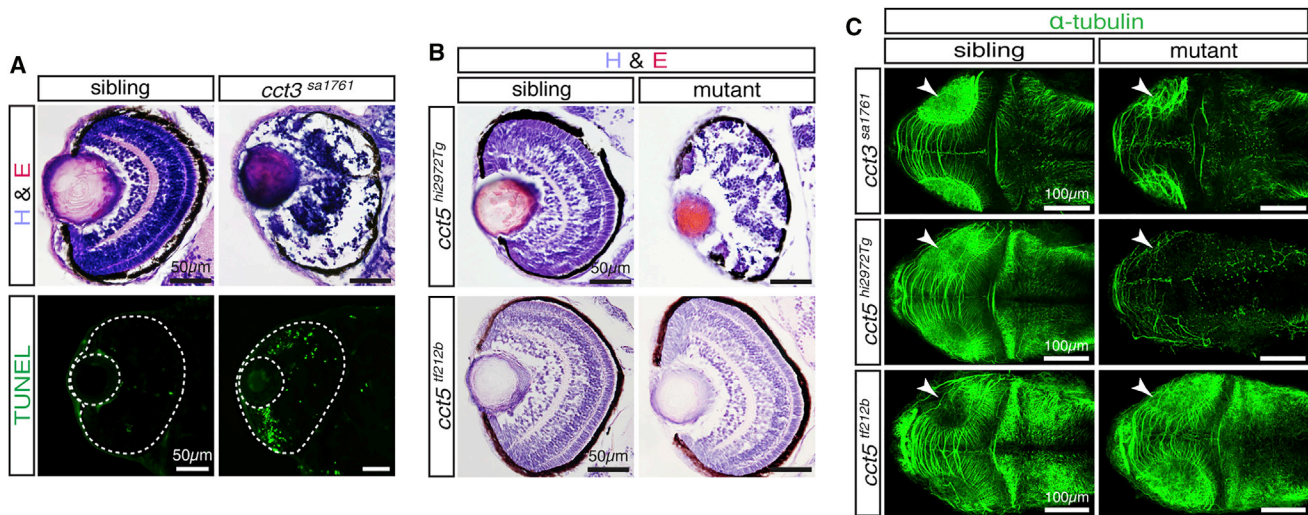 A
sibling
cct3 sa1761
H & E
50µm
TUNEL
50µm
B
H & E
sibling
mutant
cct5 hi2972Tg
50µm
cct5 tf212b
50µm
C
α-tubulin
sibling
mutant
cct3 sa1761
100µm
cct5 hi2972Tg
100µm
cct5 tf212b
100µm